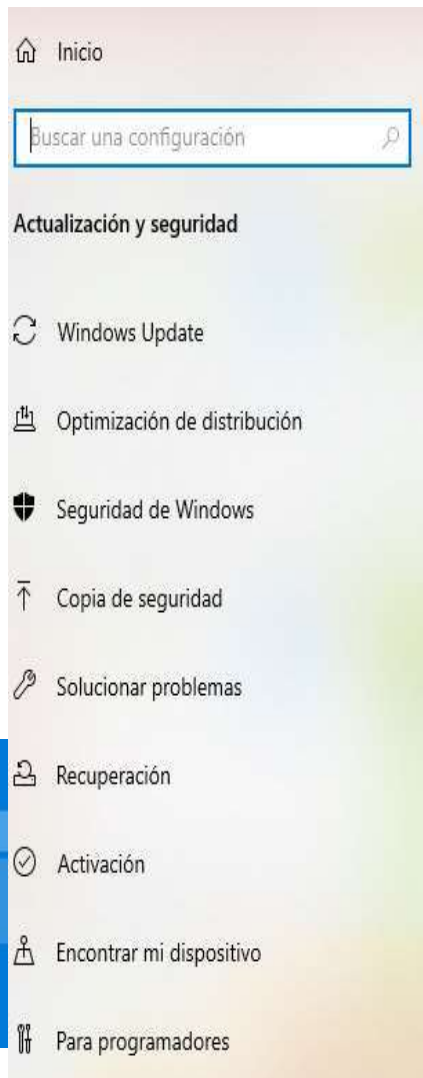 Inicio
Buscar una configuración
Actualización y seguridad
Windows Update
Optimización de distribución
Seguridad de Windows
Copia de seguridad
Solucionar problemas
Recuperación
Activación
Encontrar mi dispositivo
Para programadores